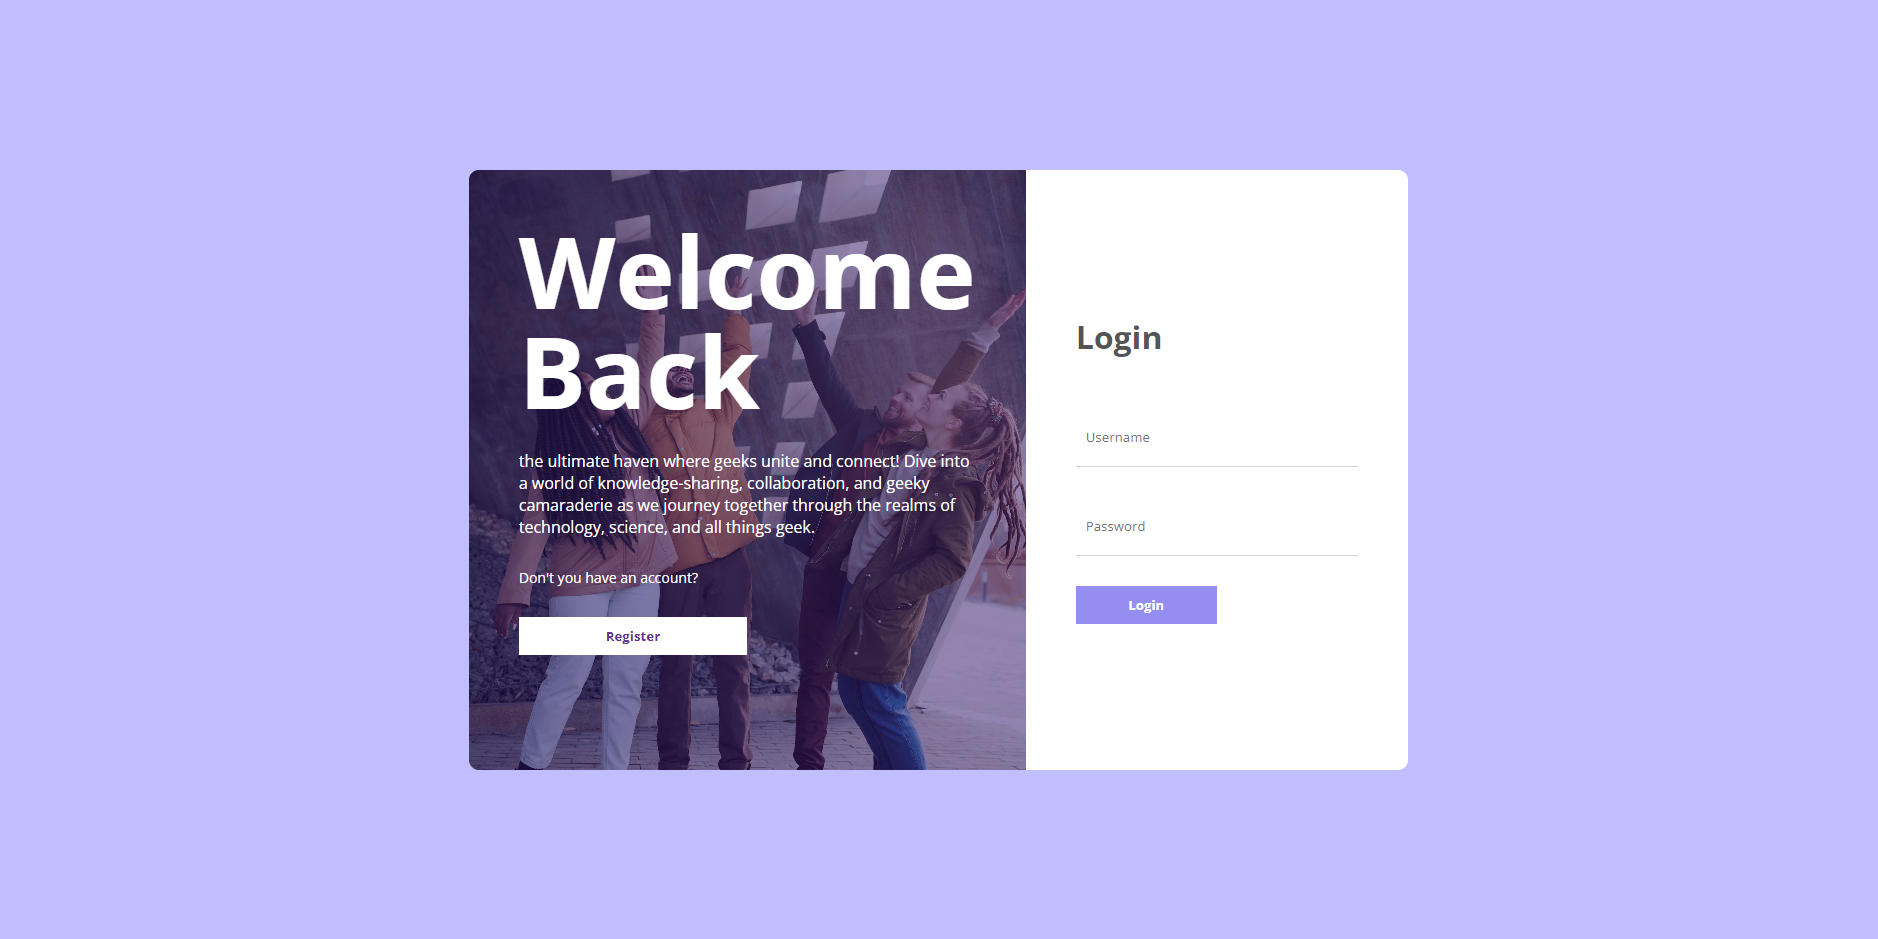 Welcome
Back
the ultimate haven where geeks unite and connect! Dive into
a world of knowledge-sharing, collaboration, and geeky
camaraderie as we journey together through the realms of
technology, science, and all things geek.
Don't you have an account?
Register
Login
Username
Password
Login